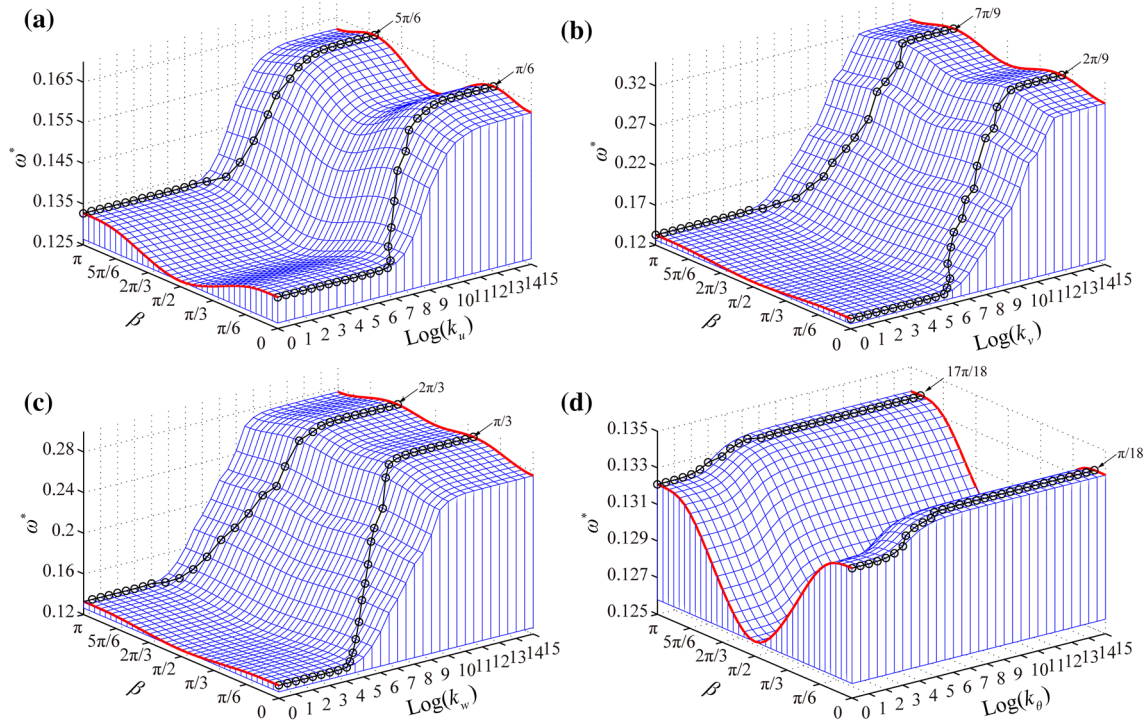 (a)
5π/6
π/6
0.165
0.155
0.145
0.135
0.125
ω*
π
5π/6
2π/3
π/2
π/3
π/6
0
β
0 1 2 3 4 5 6 7 8 9 10 11 12 13 14 15
Log(k_u)
(b)
7π/9
2π/9
0.32
0.27
0.22
0.17
0.12
ω*
π
5π/6
2π/3
π/2
π/3
π/6
0
β
0 1 2 3 4 5 6 7 8 9 10 11 12 13 14 15
Log(k_v)
(c)
2π/3
π/3
0.28
0.24
0.2
0.16
0.12
ω*
π
5π/6
2π/3
π/2
π/3
π/6
0
β
0 1 2 3 4 5 6 7 8 9 10 11 12 13 14 15
Log(k_w)
(d)
17π/18
π/18
0.135
0.133
0.131
0.129
0.127
0.125
ω*
π
5π/6
2π/3
π/2
π/3
π/6
0
β
0 1 2 3 4 5 6 7 8 9 10 11 12 13 14 15
Log(k_θ)